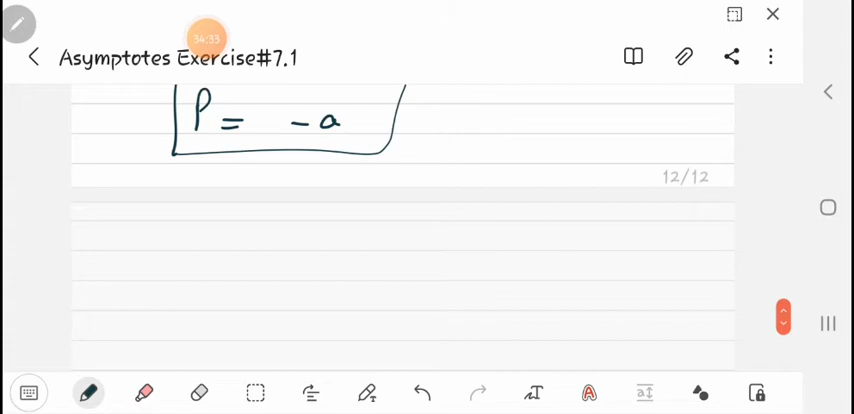 34:33
Asymptotes Exercise#7.1
P = - a
12/12